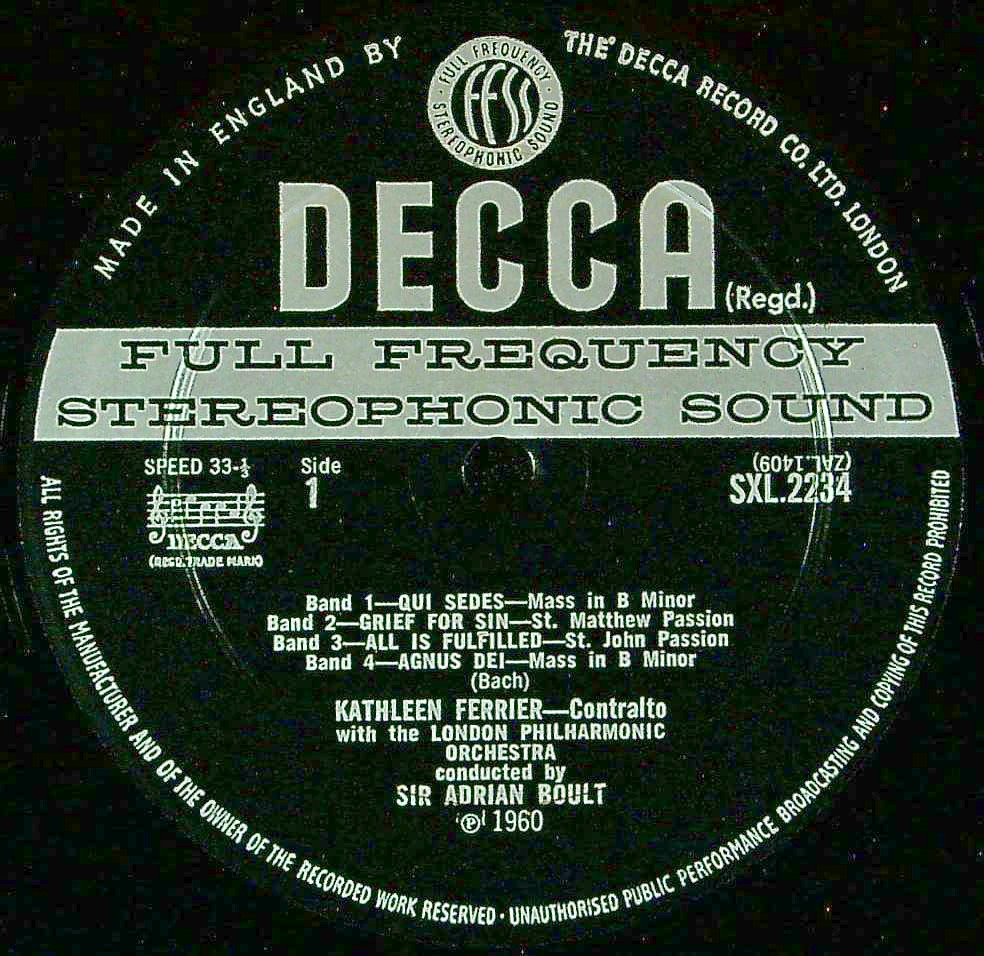 MADE IN ENGLAND BY THE DECCA RECORD CO. LTD. LONDON
FULL FREQUENCY
FFSS
STEREOPHONIC SOUND
DECCA (Regd.)
FULL FREQUENCY
STEREOPHONIC SOUND
SPEED 33-⅓
Side
1
DECCA
(REGD. TRADE MARK)
(ZAL.1409)
SXL.2234
Band 1—QUI SEDES—Mass in B Minor
Band 2—GRIEF FOR SIN—St. Matthew Passion
Band 3—ALL IS FULFILLED—St. John Passion
Band 4—AGNUS DEI—Mass in B Minor
(Bach)
KATHLEEN FERRIER—Contralto
with the LONDON PHILHARMONIC
ORCHESTRA
conducted by
SIR ADRIAN BOULT
℗ 1960
ALL RIGHTS OF THE MANUFACTURER AND OF THE OWNER OF THE RECORDED WORK RESERVED · UNAUTHORISED PUBLIC PERFORMANCE BROADCASTING AND COPYING OF THIS RECORD PROHIBITED